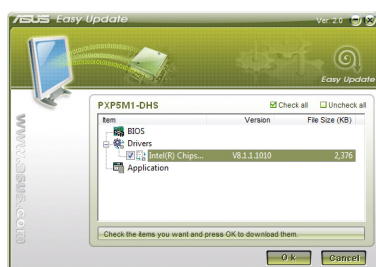 ASUS Easy Update
Ver. 2.0
Easy Update
PXP5M1-DHS
Check all
Uncheck all
Item
Version
File Size (KB)
BIOS
Drivers
Intel(R) Chips...
V8.1.1.1010
2,376
Application
www.asus.com
Check the items you want and press OK to download them.
Ok
Cancel